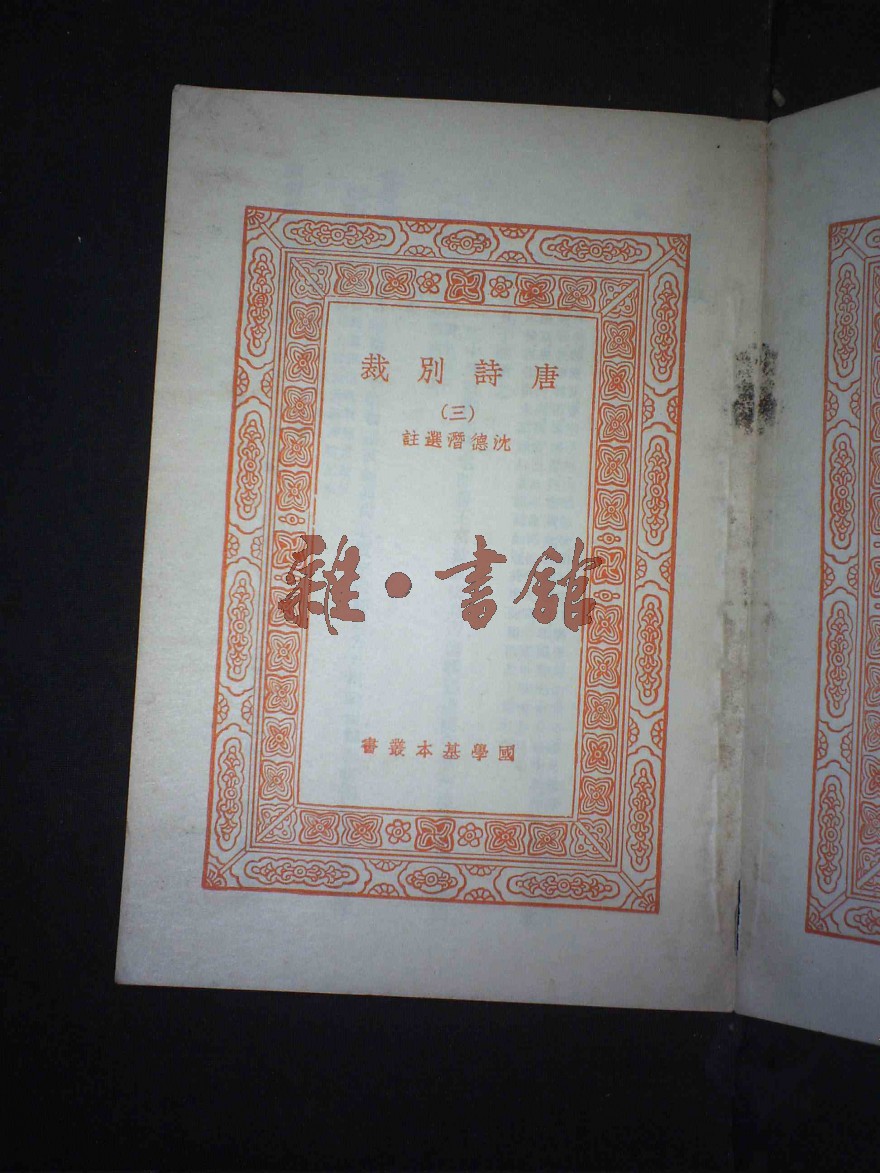 唐詩別裁
(三)
沈德潛選註
雜·書館
國學基本叢書